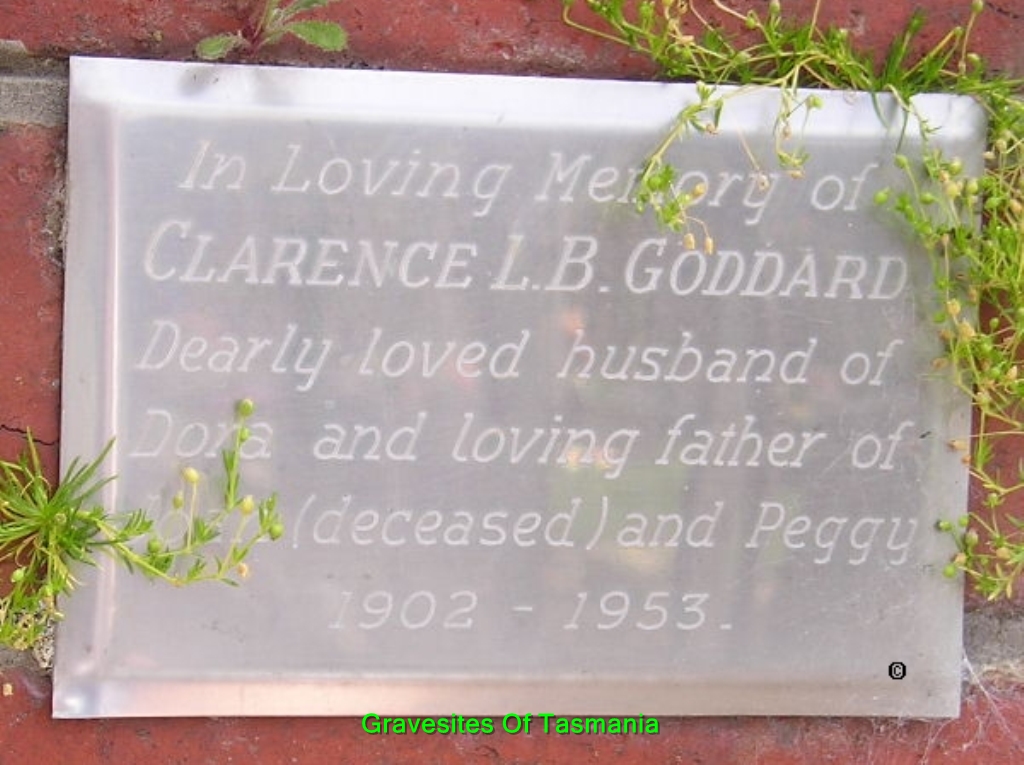 In Loving Memory of
CLARENCE L.B. GODDARD
Dearly loved husband of
Dora and loving father of
(deceased) and Peggy
1902 - 1953.
©
Gravesites Of Tasmania